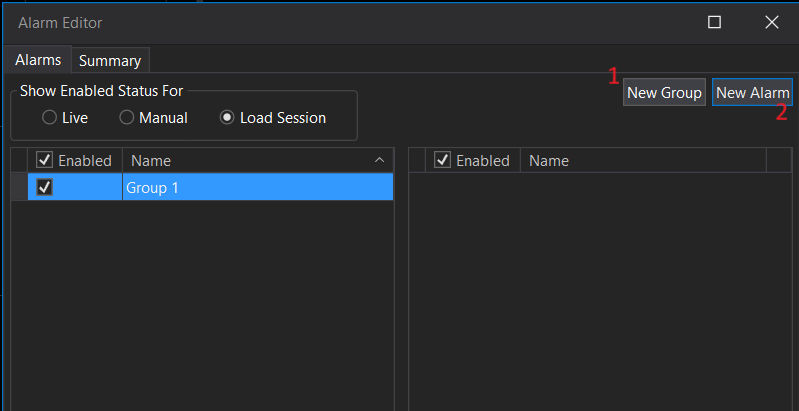 Alarm Editor
Alarms Summary
Show Enabled Status For
Live Manual Load Session
1 New Group New Alarm 2
Enabled Name
Group 1
Enabled Name